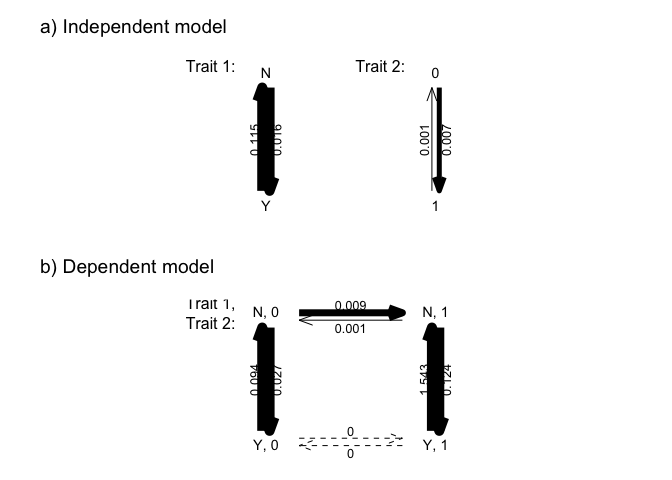 a) Independent model
Trait 1:
N
0.115
0.016
Y
Trait 2:
0
0.001
0.007
1
b) Dependent model
Trait 1,
Trait 2:
N, 0
0.009
0.001
N, 1
0.094
0.027
1.543
0.124
Y, 0
0
0
Y, 1